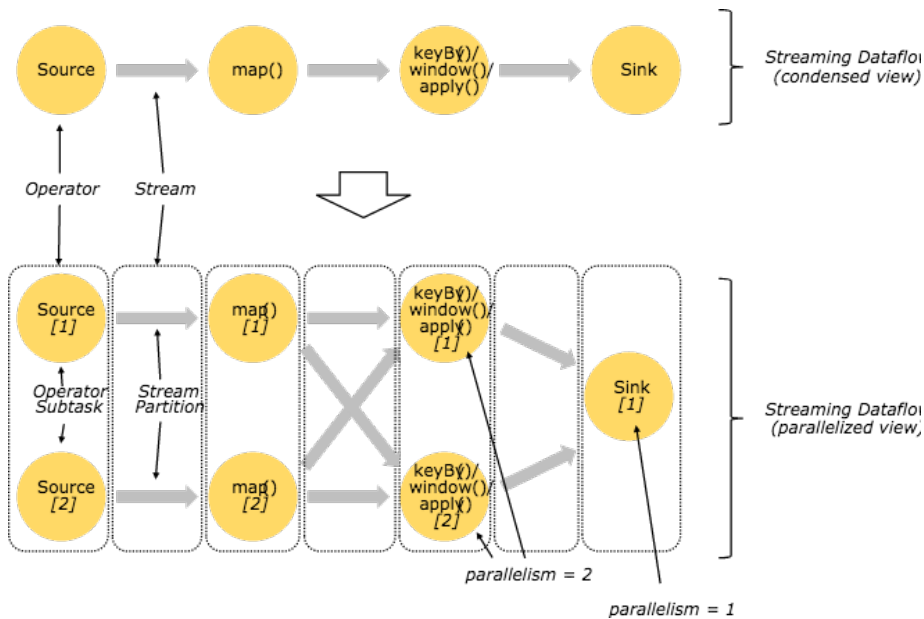 Source
map()
keyBy()/
window()/
apply()
Sink
Streaming Dataflow
(condensed view)
Operator
Stream
Source
[1]
map()
[1]
keyBy()/
window()/
apply()
[1]
Operator
Subtask
Stream
Partition
Sink
[1]
Streaming Dataflow
(parallelized view)
Source
[2]
map()
[2]
keyBy()/
window()/
apply()
[2]
parallelism = 2
parallelism = 1